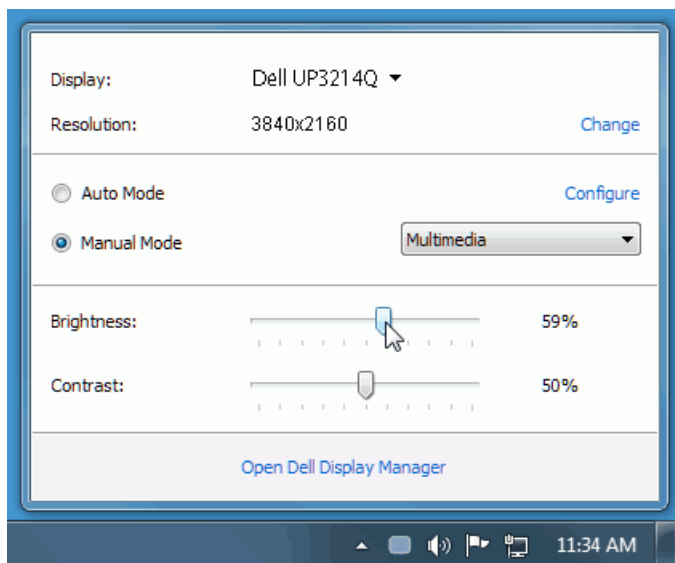 Display: Dell UP3214Q
Resolution: 3840x2160 Change
Auto Mode Configure
Manual Mode Multimedia
Brightness: 59%
Contrast: 50%
Open Dell Display Manager
11:34 AM